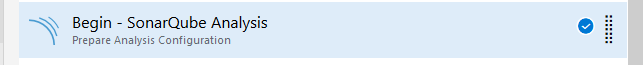 Begin - SonarQube Analysis
Prepare Analysis Configuration